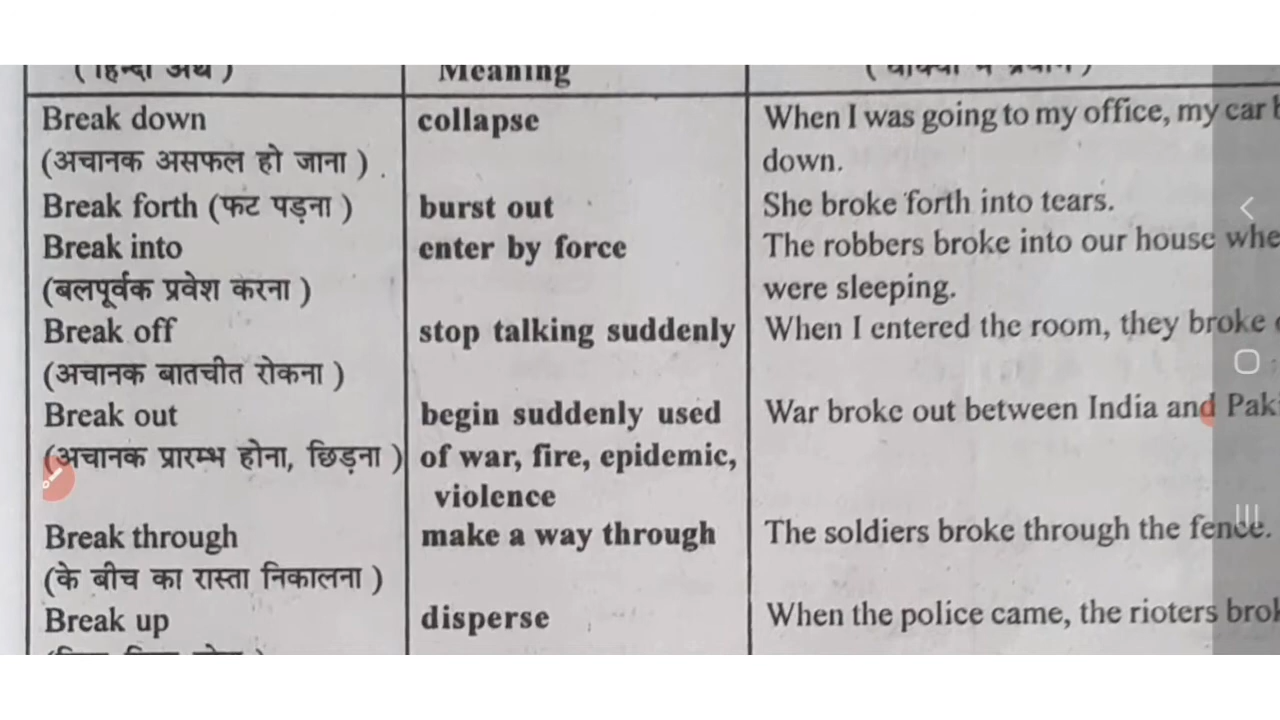 ( हिन्दी अर्थ ) Meaning ( वाक्यों में प्रयोग )
Break down collapse When I was going to my office, my car
(अचानक असफल हो जाना ) . down.
Break forth (फट पड़ना ) burst out She broke forth into tears.
Break into enter by force The robbers broke into our house
(बलपूर्वक प्रवेश करना ) were sleeping.
Break off stop talking suddenly When I entered the room, they broke
(अचानक बातचीत रोकना )
Break out begin suddenly used War broke out between India and
(अचानक प्रारम्भ होना, छिड़ना ) of war, fire, epidemic,
violence
Break through make a way through The soldiers broke through the fence.
(के बीच का रास्ता निकालना )
Break up disperse When the police came, the rioters